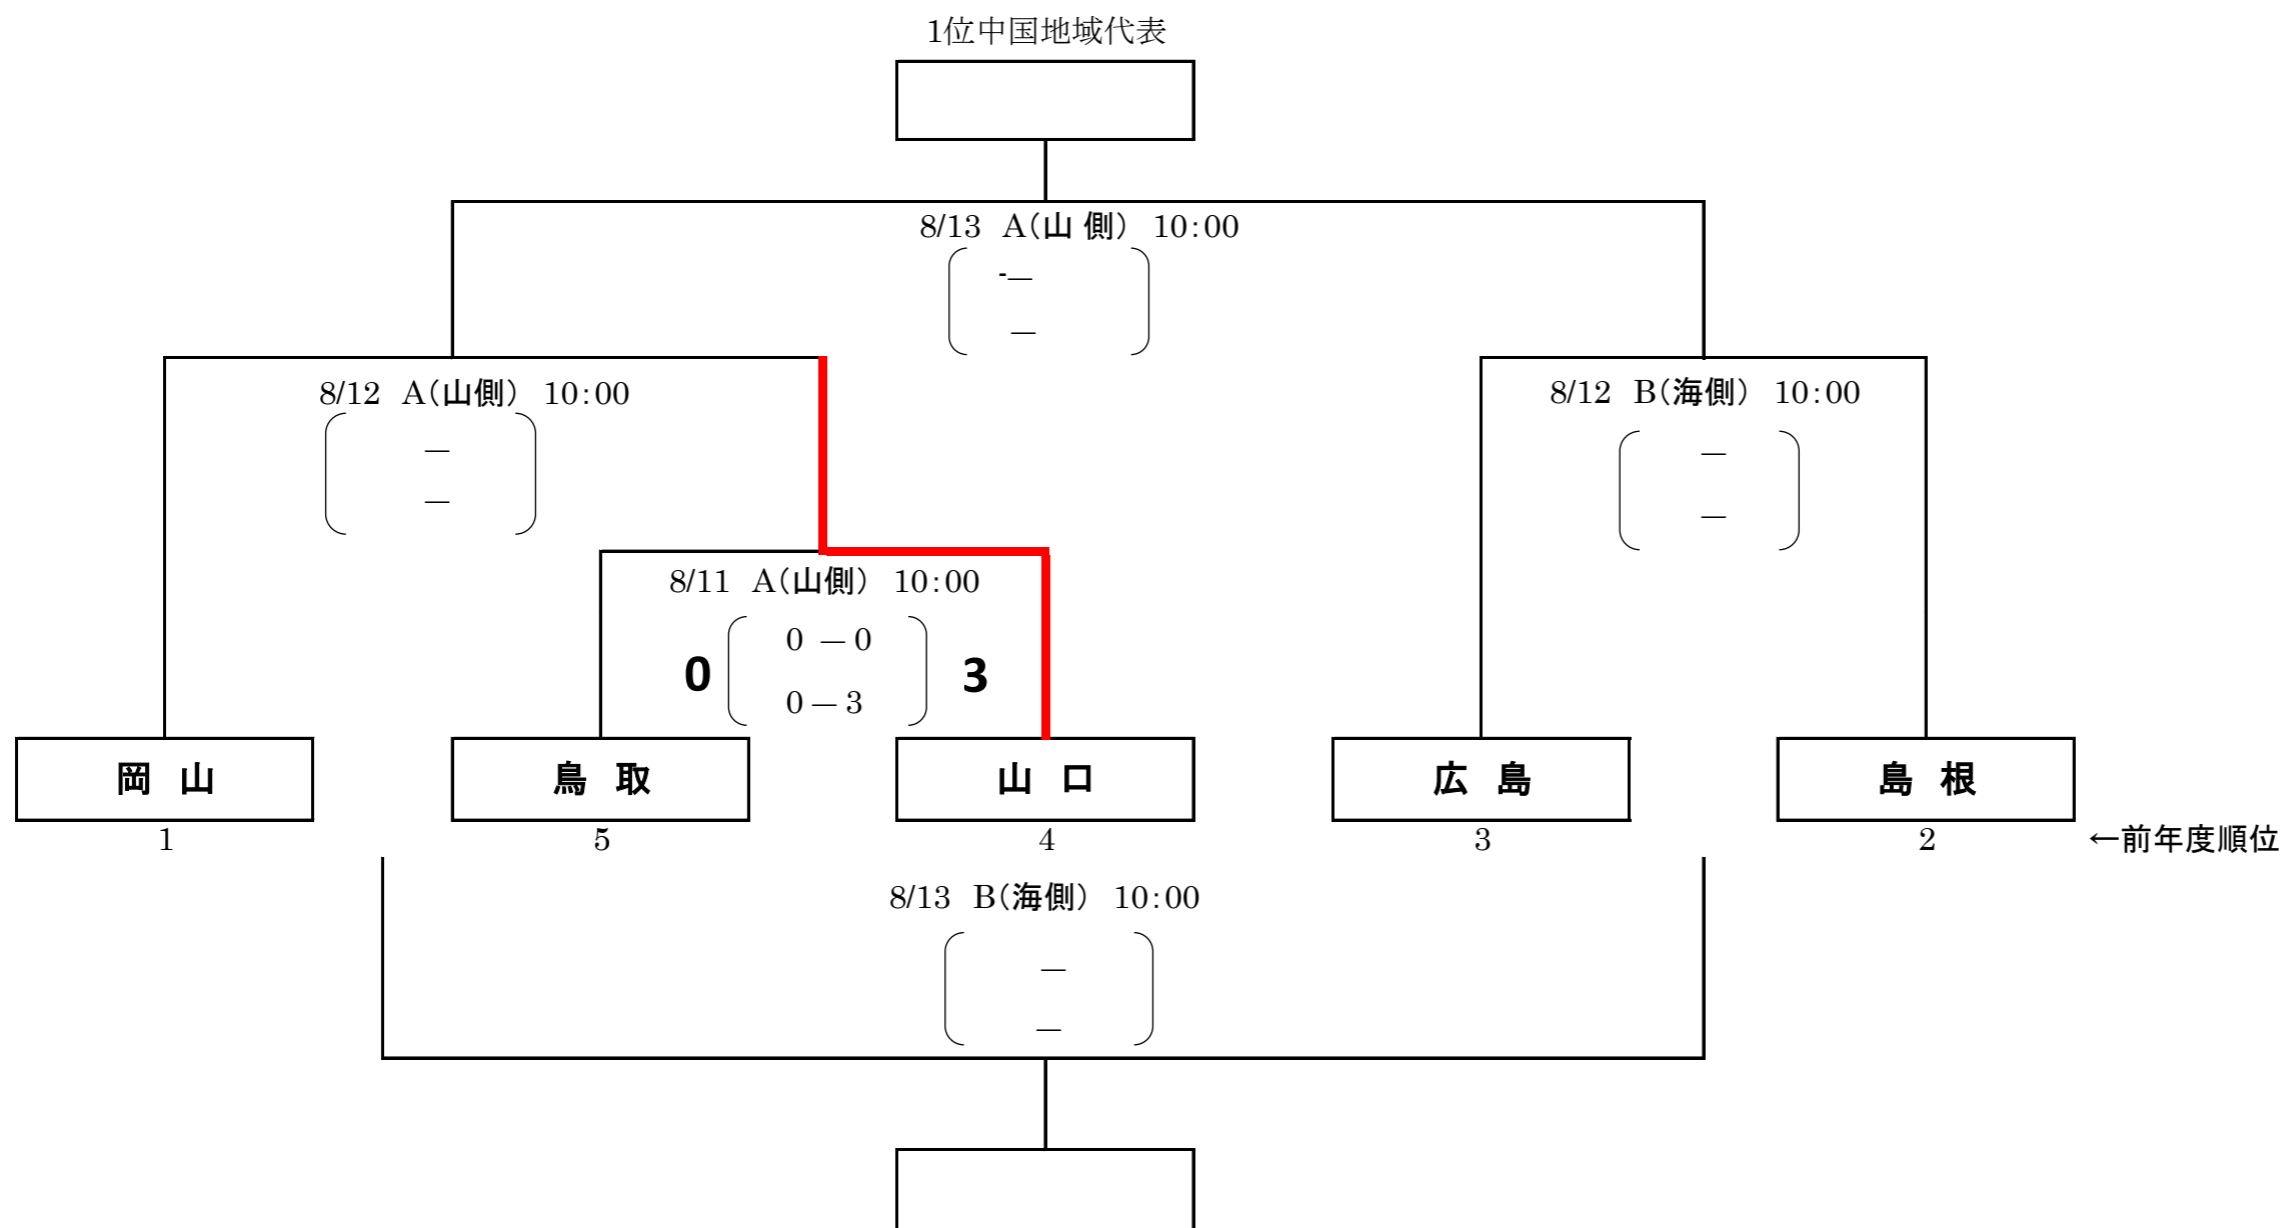 1位中国地域代表
8/13 A(山 側) 10:00
-—
—
8/12 A(山側) 10:00
—
—
8/12 B(海側) 10:00
—
—
8/11 A(山側) 10:00
0 — 0
0 3
0 — 3
岡 山 鳥 取 山 口 広 島 島 根
1 5 4 3 2 ←前年度順位
8/13 B(海側) 10:00
—
—